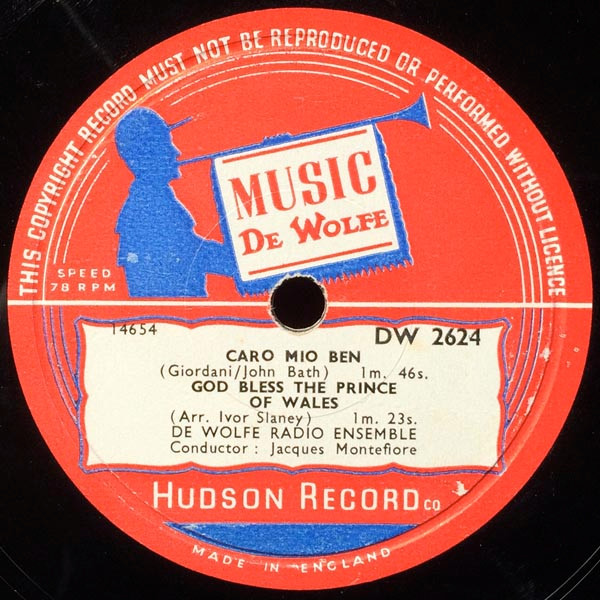 THIS COPYRIGHT RECORD MUST NOT BE REPRODUCED OR PERFORMED WITHOUT LICENCE
MUSIC
DE WOLFE
SPEED
78 RPM
14654
DW 2624
CARO MIO BEN
(Giordani/John Bath) 1m. 46s.
GOD BLESS THE PRINCE
OF WALES
(Arr. Ivor Slaney) 1m. 23s.
DE WOLFE RADIO ENSEMBLE
Conductor : Jacques Montefiore
HUDSON RECORD CO
MADE IN ENGLAND